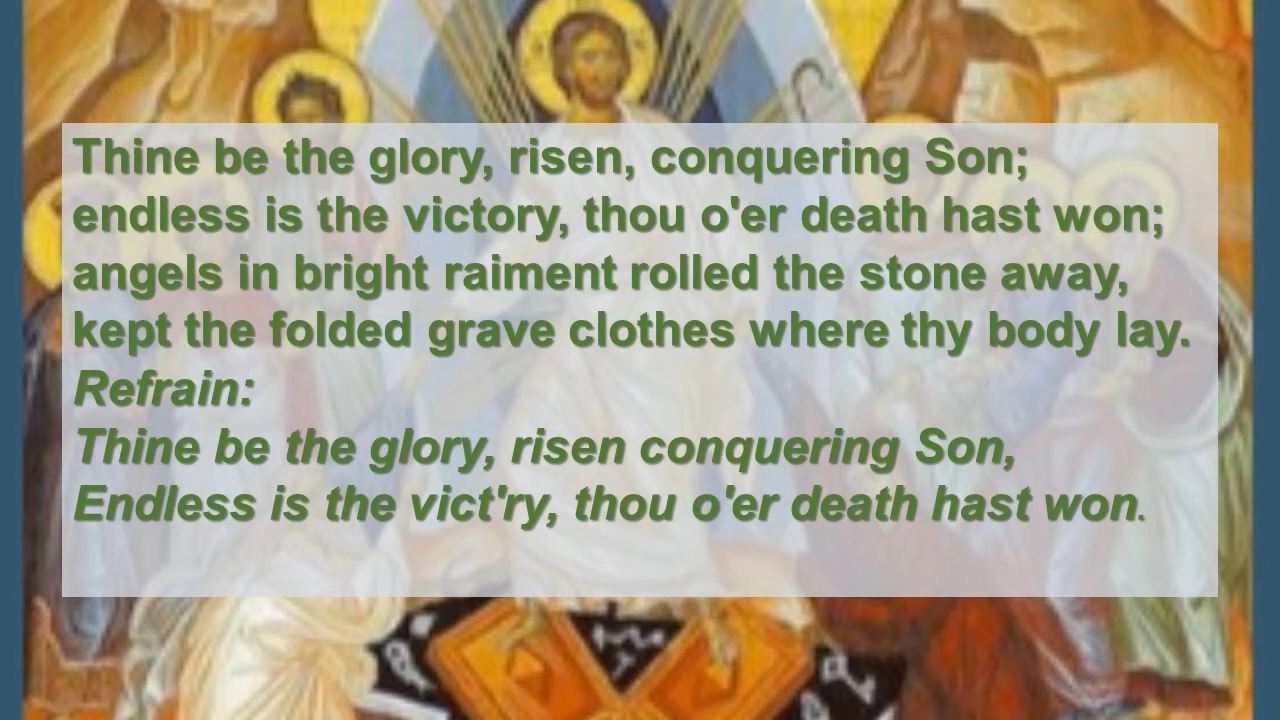 Thine be the glory, risen, conquering Son;
endless is the victory, thou o'er death hast won;
angels in bright raiment rolled the stone away,
kept the folded grave clothes where thy body lay.
Refrain:
Thine be the glory, risen conquering Son,
Endless is the vict'ry, thou o'er death hast won.